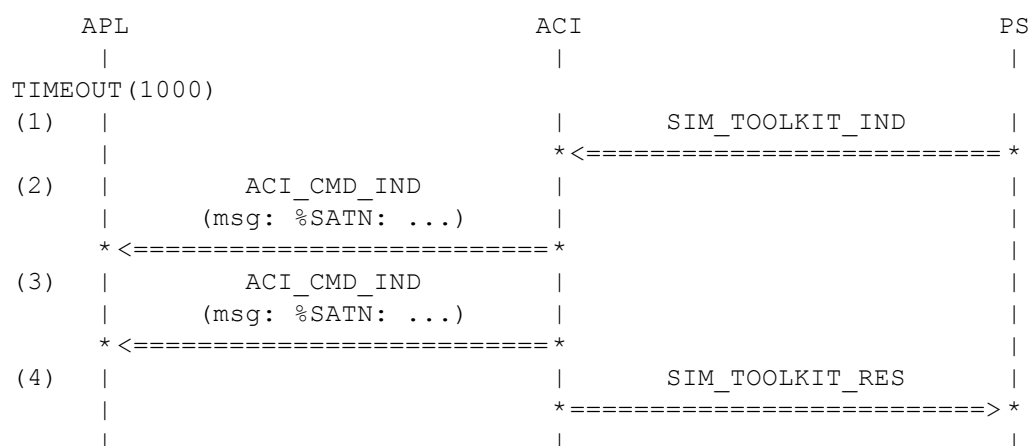 APL ACI PS
| | |
TIMEOUT(1000)
(1) | | SIM_TOOLKIT_IND |
| *<==========================*
(2) | ACI_CMD_IND | |
| (msg: %SATN: ...) | |
*<==========================* |
(3) | ACI_CMD_IND | |
| (msg: %SATN: ...) | |
*<==========================* |
(4) | | SIM_TOOLKIT_RES |
| *==========================>*
| | |